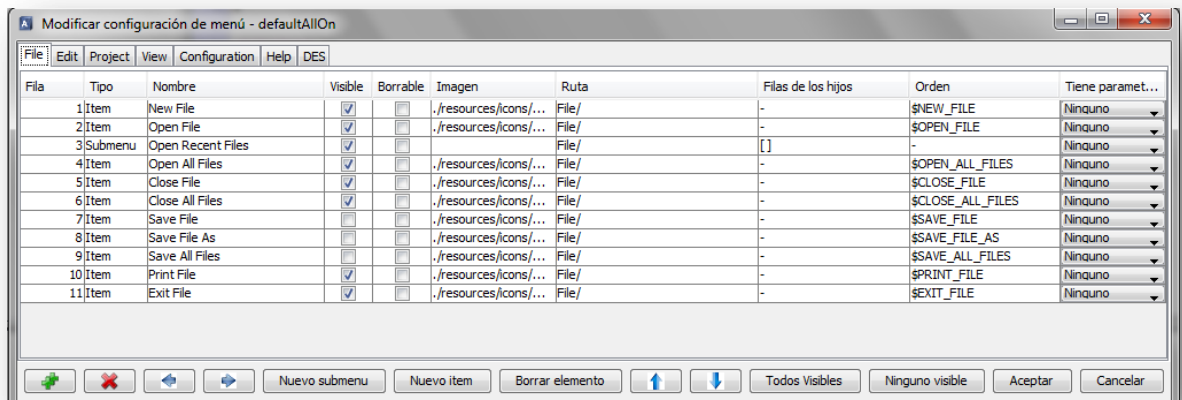 Modificar configuración de menú - defaultAllOn
File Edit Project View Configuration Help DES
Fila Tipo Nombre Visible Borrable Imagen Ruta Filas de los hijos Orden Tiene paramet...
1 Item New File ./resources/icons/... File/ - $NEW_FILE Ninguno
2 Item Open File ./resources/icons/... File/ - $OPEN_FILE Ninguno
3 Submenu Open Recent Files File/ [] - Ninguno
4 Item Open All Files ./resources/icons/... File/ - $OPEN_ALL_FILES Ninguno
5 Item Close File ./resources/icons/... File/ - $CLOSE_FILE Ninguno
6 Item Close All Files ./resources/icons/... File/ - $CLOSE_ALL_FILES Ninguno
7 Item Save File ./resources/icons/... File/ - $SAVE_FILE Ninguno
8 Item Save File As ./resources/icons/... File/ - $SAVE_FILE_AS Ninguno
9 Item Save All Files ./resources/icons/... File/ - $SAVE_ALL_FILES Ninguno
10 Item Print File ./resources/icons/... File/ - $PRINT_FILE Ninguno
11 Item Exit File ./resources/icons/... File/ - $EXIT_FILE Ninguno
Nuevo submenu Nuevo item Borrar elemento Todos Visibles Ninguno visible Aceptar Cancelar